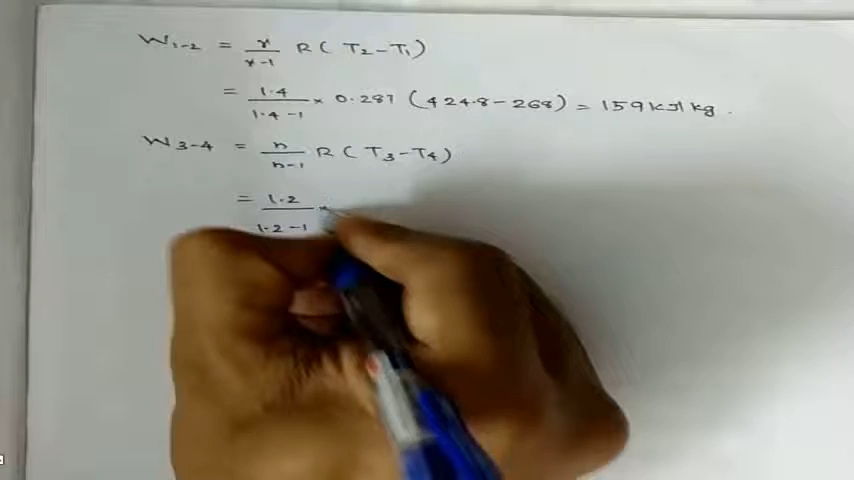 W₁₋₂ = γ/γ-1 R ( T₂ - T₁ )
= 1.4/1.4-1 × 0.287 (424.8 - 268) = 159 kJ/kg.
W₃₋₄ = n/n-1 R ( T₃ - T₄ )
= 1.2/1.2-1 ×